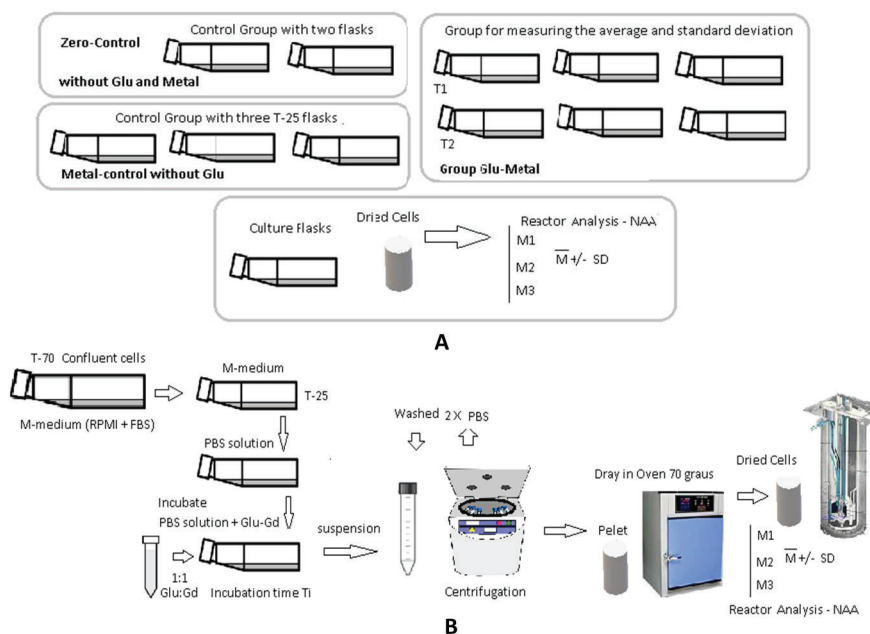 Zero-Control
Control Group with two flasks
without Glu and Metal
Control Group with three T-25 flasks
Metal-control without Glu
Group for measuring the average and standard deviation
T1
T2
Group Glu-Metal
Culture Flasks
Dried Cells
Reactor Analysis - NAA
M1
M2
M3
M +/- SD
A
T-70 Confluent cells
M-medium (RPMI + FBS)
M-medium
T-25
PBS solution
Incubate
PBS solution + Glu-Gd
1:1
Glu:Gd
Incubation time Ti
suspension
Washed
2X PBS
Centrifugation
Pelet
Dray in Oven 70 graus
Dried Cells
M1
M2
M3
M +/- SD
Reactor Analysis - NAA
B